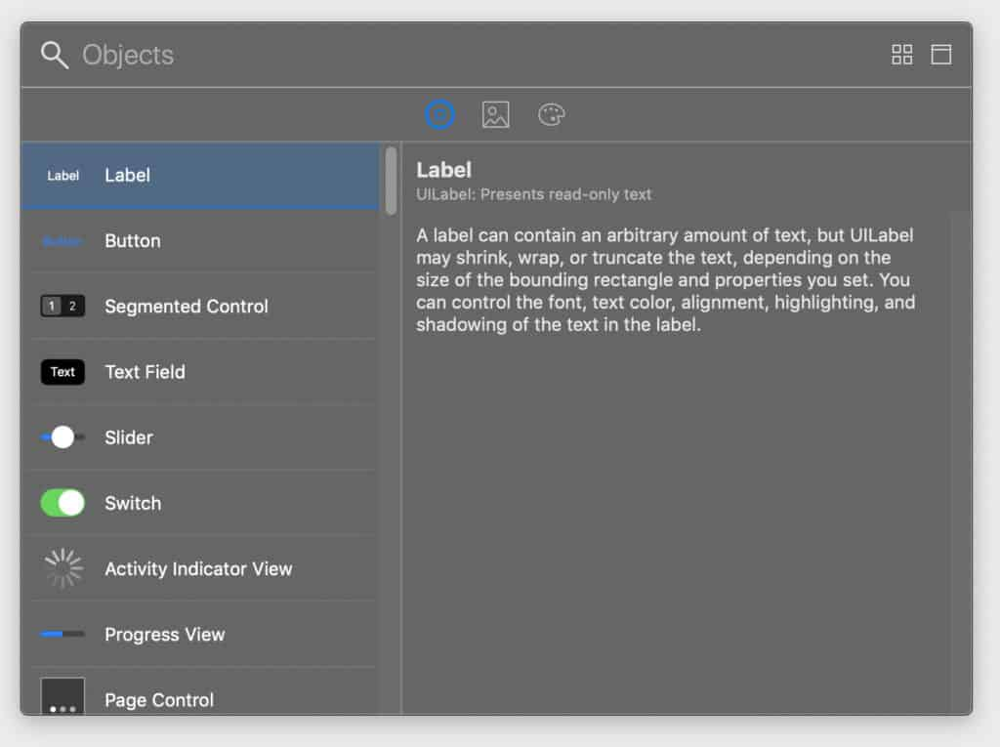 Objects
Label Label
Button Button
1 2 Segmented Control
Text Text Field
Slider
Switch
Activity Indicator View
Progress View
Page Control
Label
UILabel: Presents read-only text
A label can contain an arbitrary amount of text, but UILabel
may shrink, wrap, or truncate the text, depending on the
size of the bounding rectangle and properties you set. You
can control the font, text color, alignment, highlighting, and
shadowing of the text in the label.